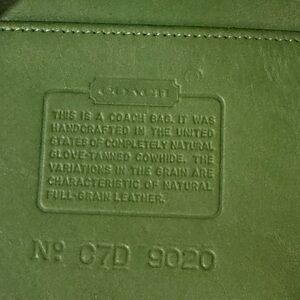 COACH
THIS IS A COACH BAG. IT WAS
HANDCRAFTED IN THE UNITED
STATES OF COMPLETELY NATURAL
GLOVE-TANNED COWHIDE. THE
VARIATIONS IN THE GRAIN ARE
CHARACTERISTIC OF NATURAL
FULL-GRAIN LEATHER.
Nº C7D 9020